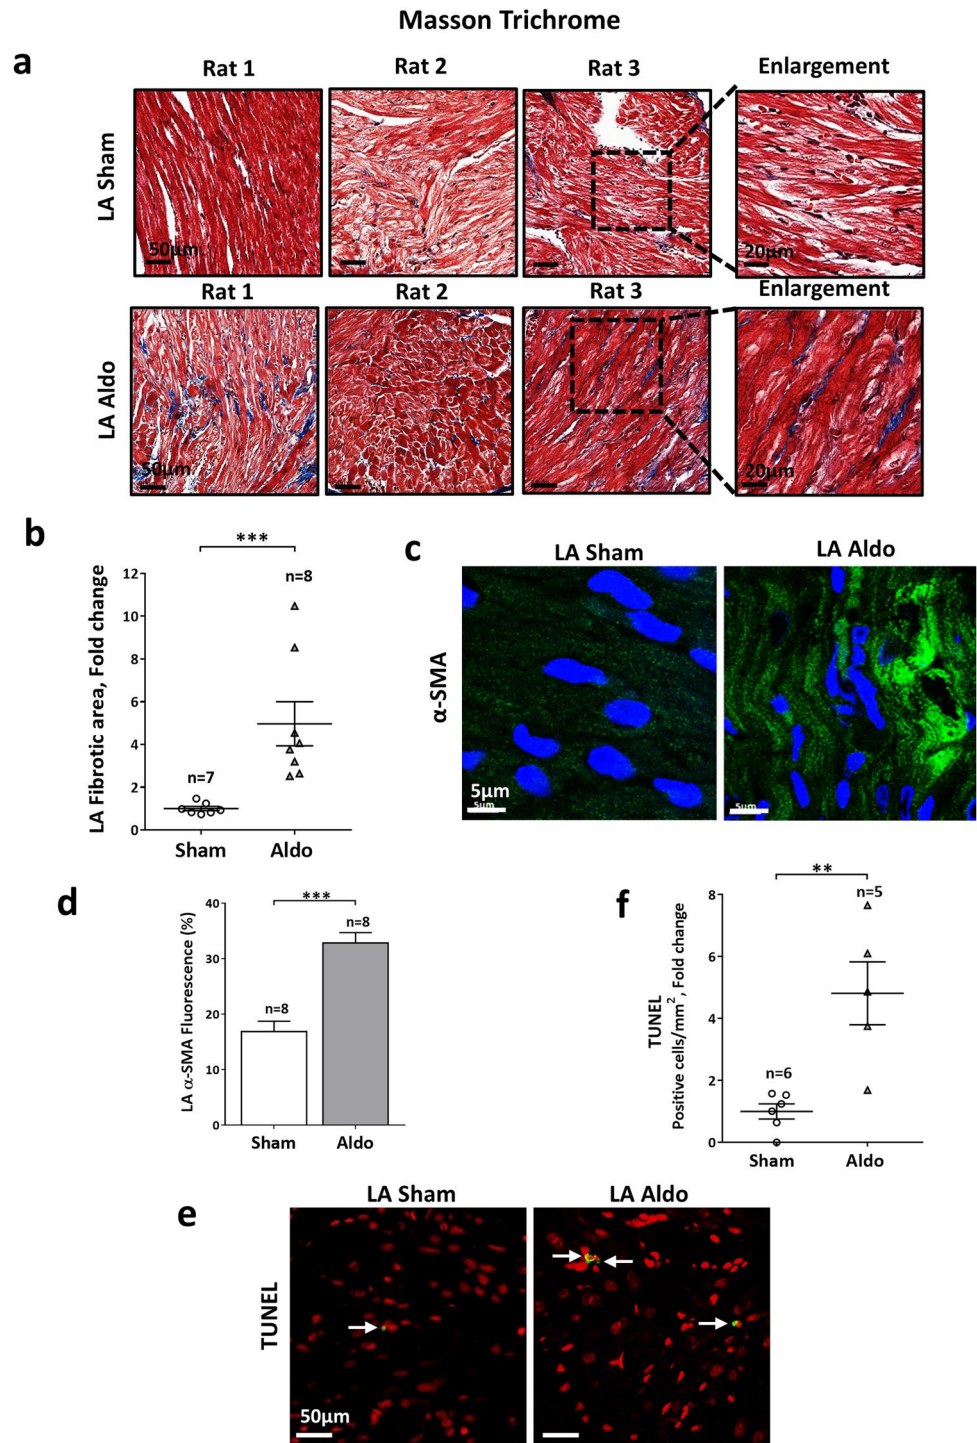 Masson Trichrome
a
Rat 1
Rat 2
Rat 3
Enlargement
LA Sham
50µm
20µm
Rat 1
Rat 2
Rat 3
Enlargement
LA Aldo
50µm
20µm
b
***
LA Fibrotic area, Fold change
12
10
8
6
4
2
0
n=7
n=8
Sham
Aldo
c
LA Sham
LA Aldo
α-SMA
5µm
5µm
5µm
d
***
LA α-SMA Fluorescence (%)
40
30
20
10
0
n=8
n=8
Sham
Aldo
f
**
TUNEL
Positive cells/mm², Fold change
8
6
4
2
0
n=6
n=5
Sham
Aldo
e
LA Sham
LA Aldo
TUNEL
50µm